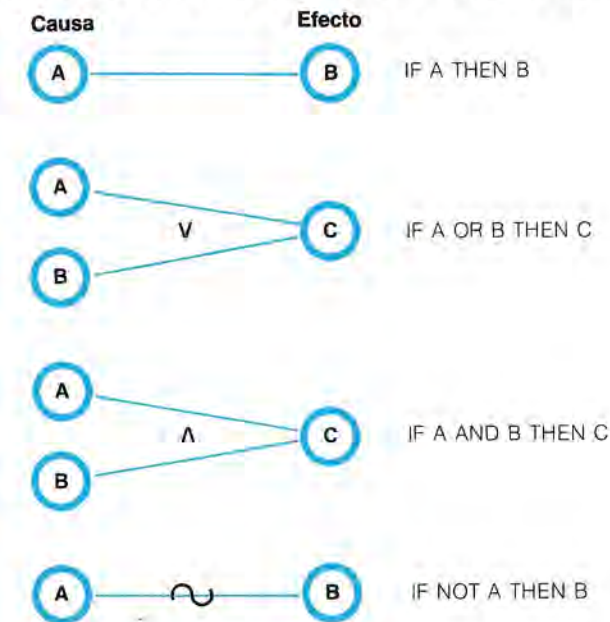 Causa Efecto
A B IF A THEN B
A
V C IF A OR B THEN C
B
A
Λ C IF A AND B THEN C
B
A ~ B IF NOT A THEN B